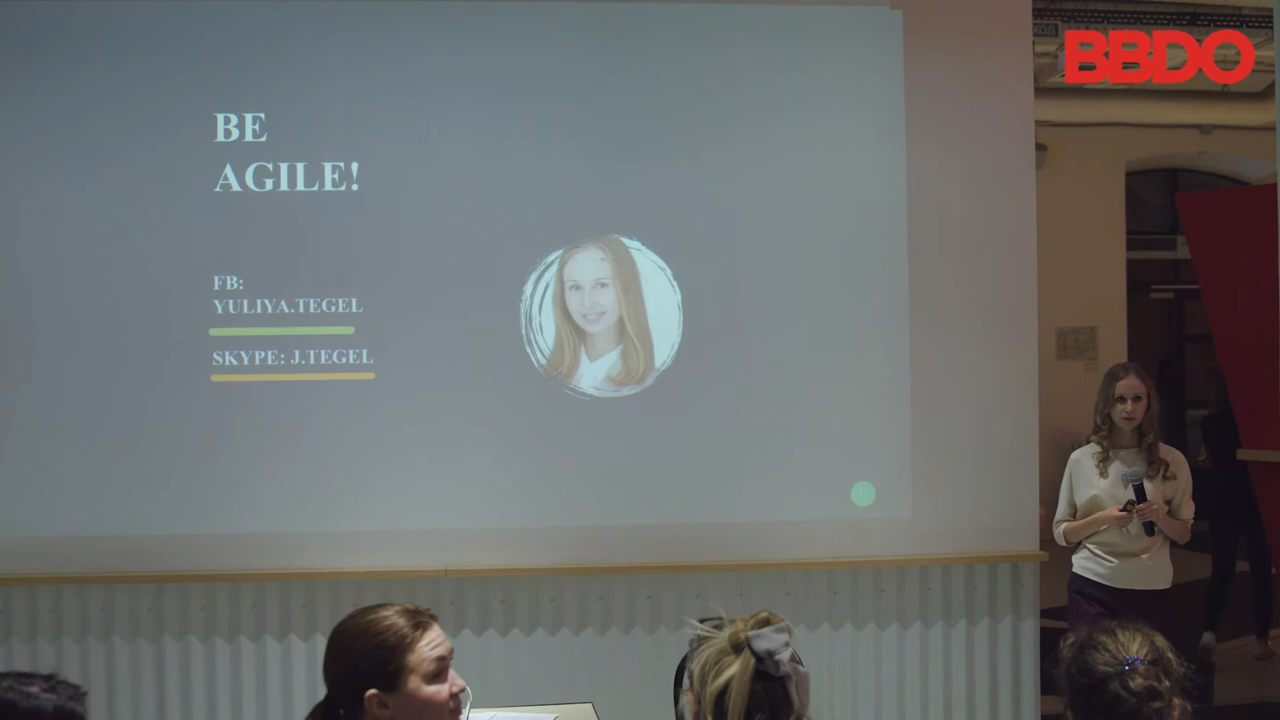 BE
AGILE!
FB:
YULIYA.TEGEL
SKYPE: J.TEGEL
BBDO